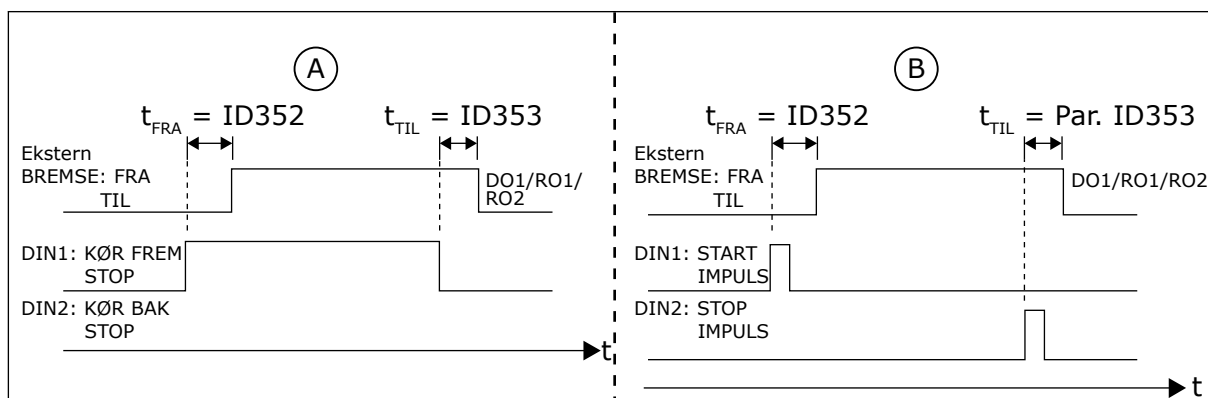 A
t_FRA = ID352
t_TIL = ID353
Ekstern
BREMSE: FRA
TIL
DO1/RO1/
RO2
DIN1: KØR FREM
STOP
DIN2: KØR BAK
STOP
t
B
t_FRA = ID352
t_TIL = Par. ID353
Ekstern
BREMSE: FRA
TIL
DO1/RO1/RO2
DIN1: START
IMPULS
DIN2: STOP
IMPULS
t